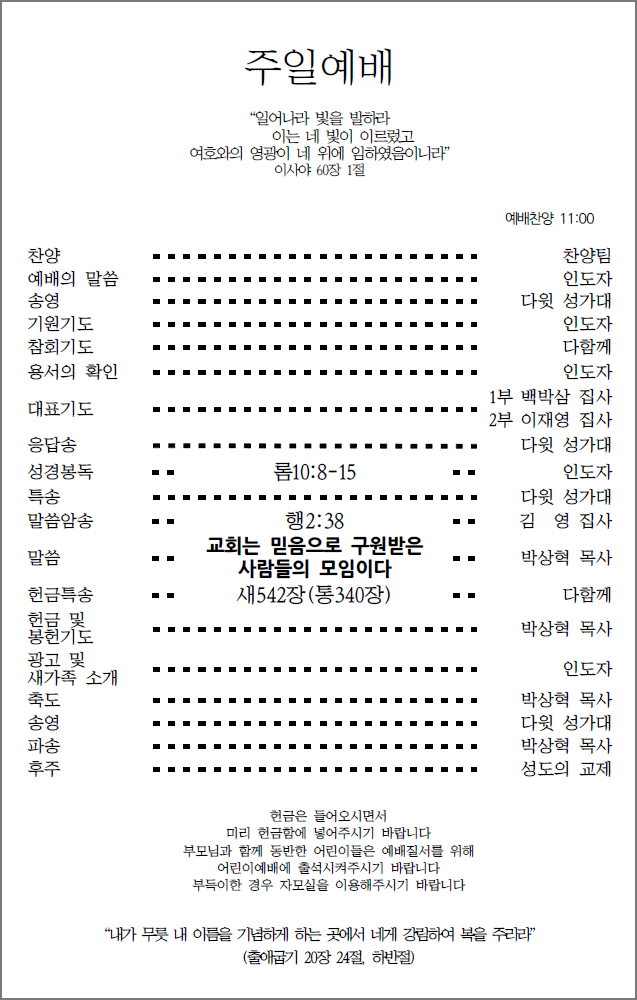 주일예배
“일어나라 빛을 발하라
이는 네 빛이 이르렀고
여호와의 영광이 네 위에 임하였음이니라”
이사야 60장 1절
예배찬양 11:00
찬양 찬양팀
예배의 말씀 인도자
송영 다윗 성가대
기원기도 인도자
참회기도 다함께
용서의 확인 인도자
대표기도 1부 백박삼 집사
2부 이재영 집사
응답송 다윗 성가대
성경봉독 롬10:8-15 인도자
특송 다윗 성가대
말씀암송 행2:38 김 영 집사
말씀 교회는 믿음으로 구원받은
사람들의 모임이다 박상혁 목사
헌금특송 새542장(통340장) 다함께
헌금 및
봉헌기도 박상혁 목사
광고 및
새가족 소개 인도자
축도 박상혁 목사
송영 다윗 성가대
파송 박상혁 목사
후주 성도의 교제
헌금은 들어오시면서
미리 헌금함에 넣어주시기 바랍니다
부모님과 함께 동반한 어린이들은 예배질서를 위해
어린이예배에 출석시켜주시기 바랍니다
부득이한 경우 자모실을 이용해주시기 바랍니다
“내가 무릇 내 이름을 기념하게 하는 곳에서 네게 강림하여 복을 주리라”
(출애굽기 20장 24절, 하반절)